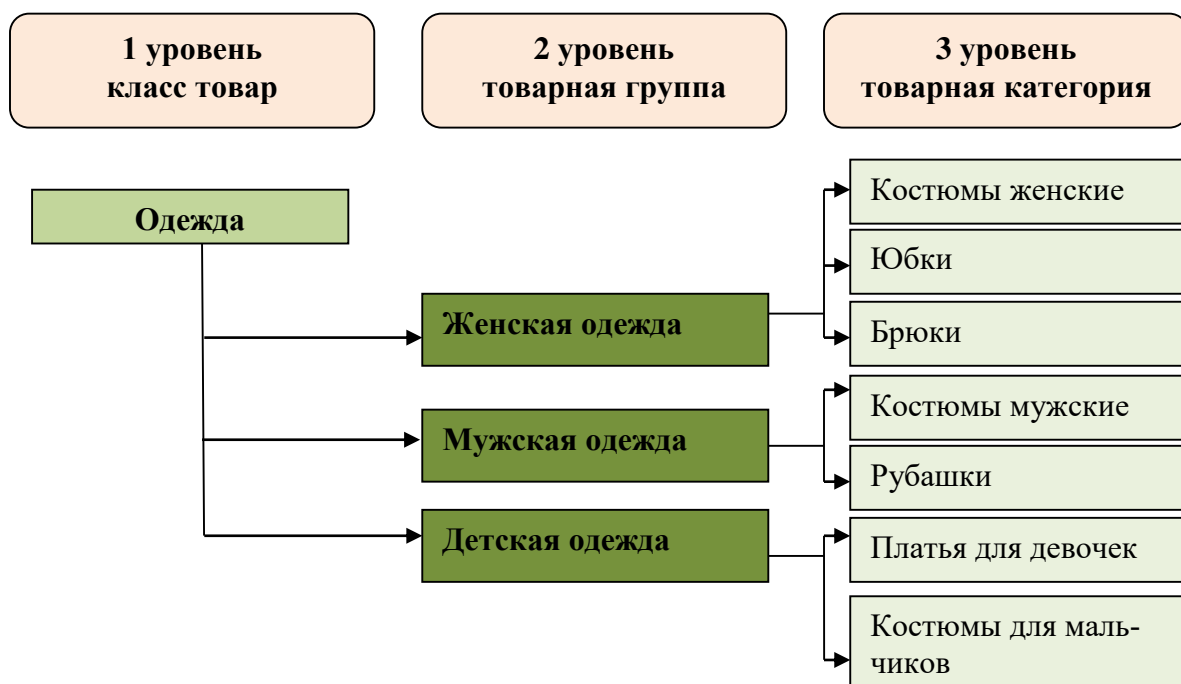 1 уровень
класс товар
2 уровень
товарная группа
3 уровень
товарная категория
Одежда
Женская одежда
Костюмы женские
Юбки
Брюки
Мужская одежда
Костюмы мужские
Рубашки
Детская одежда
Платья для девочек
Костюмы для маль-
чиков